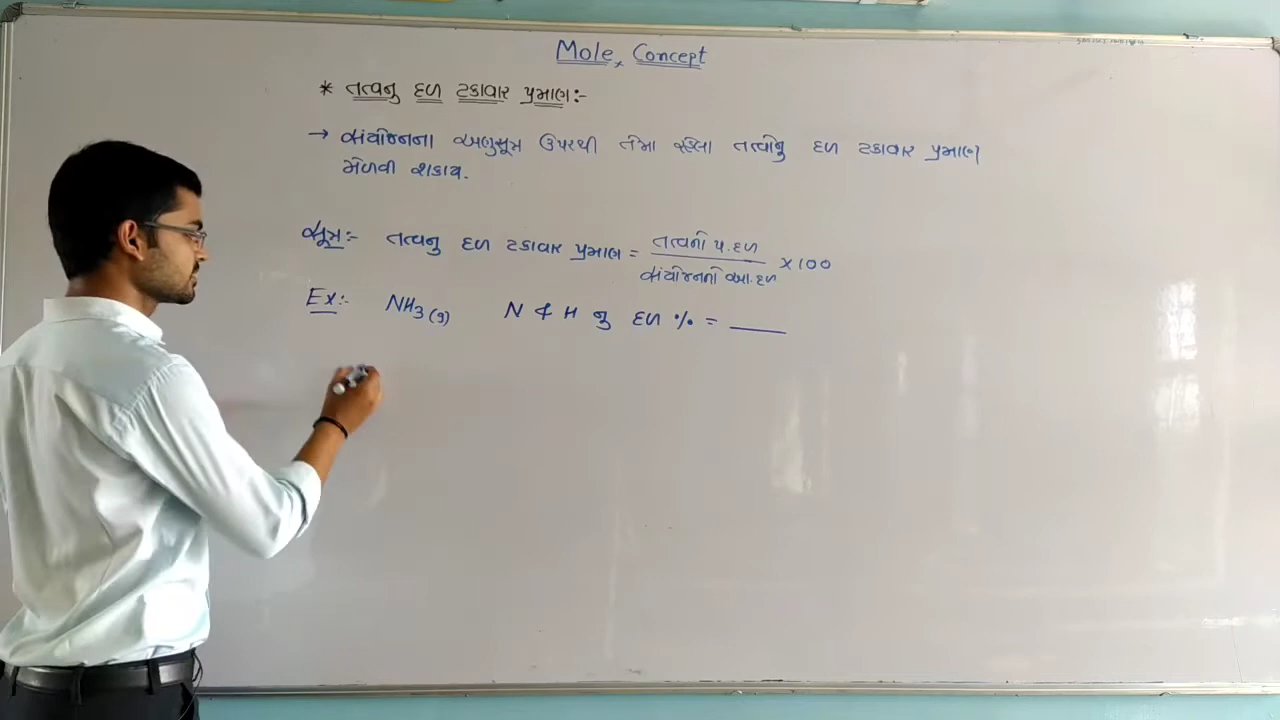 Mole Concept
* તત્વનુ દળ ટકાવાર પ્રમાણ:-
→ સંયોજનના અણુસૂત્ર ઉપરથી તેમા રહેલા તત્વોનુ દળ ટકાવાર પ્રમાણ
મેળવી શકાય.
સૂત્ર:- તત્વનુ દળ ટકાવાર પ્રમાણ = તત્વનો પ.દળ / સંયોજનનો આ.દળ × 100
Ex:- NH3(g) N & H નુ દળ % = ____